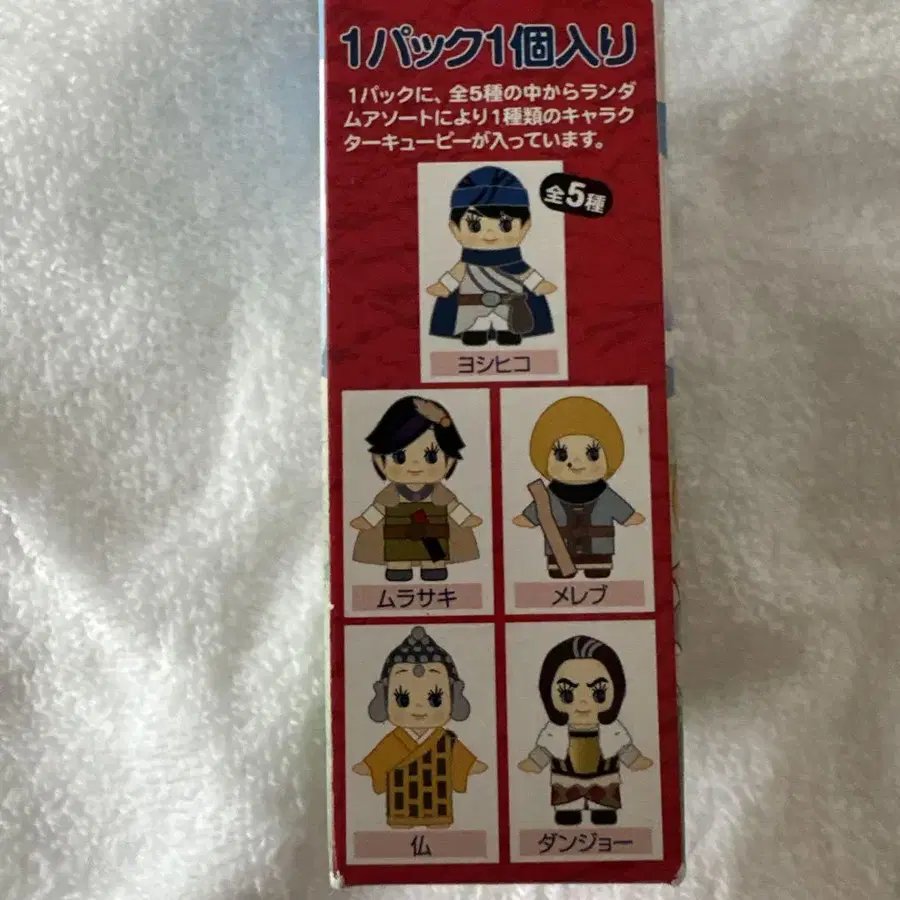 1パック1個入り
1パックに、全5種の中からランダ
ムアソートにより1種類のキャラク
ターキューピーが入っています。
全5種
ヨシヒコ
ムラサキ
メレブ
仏
ダンジョー